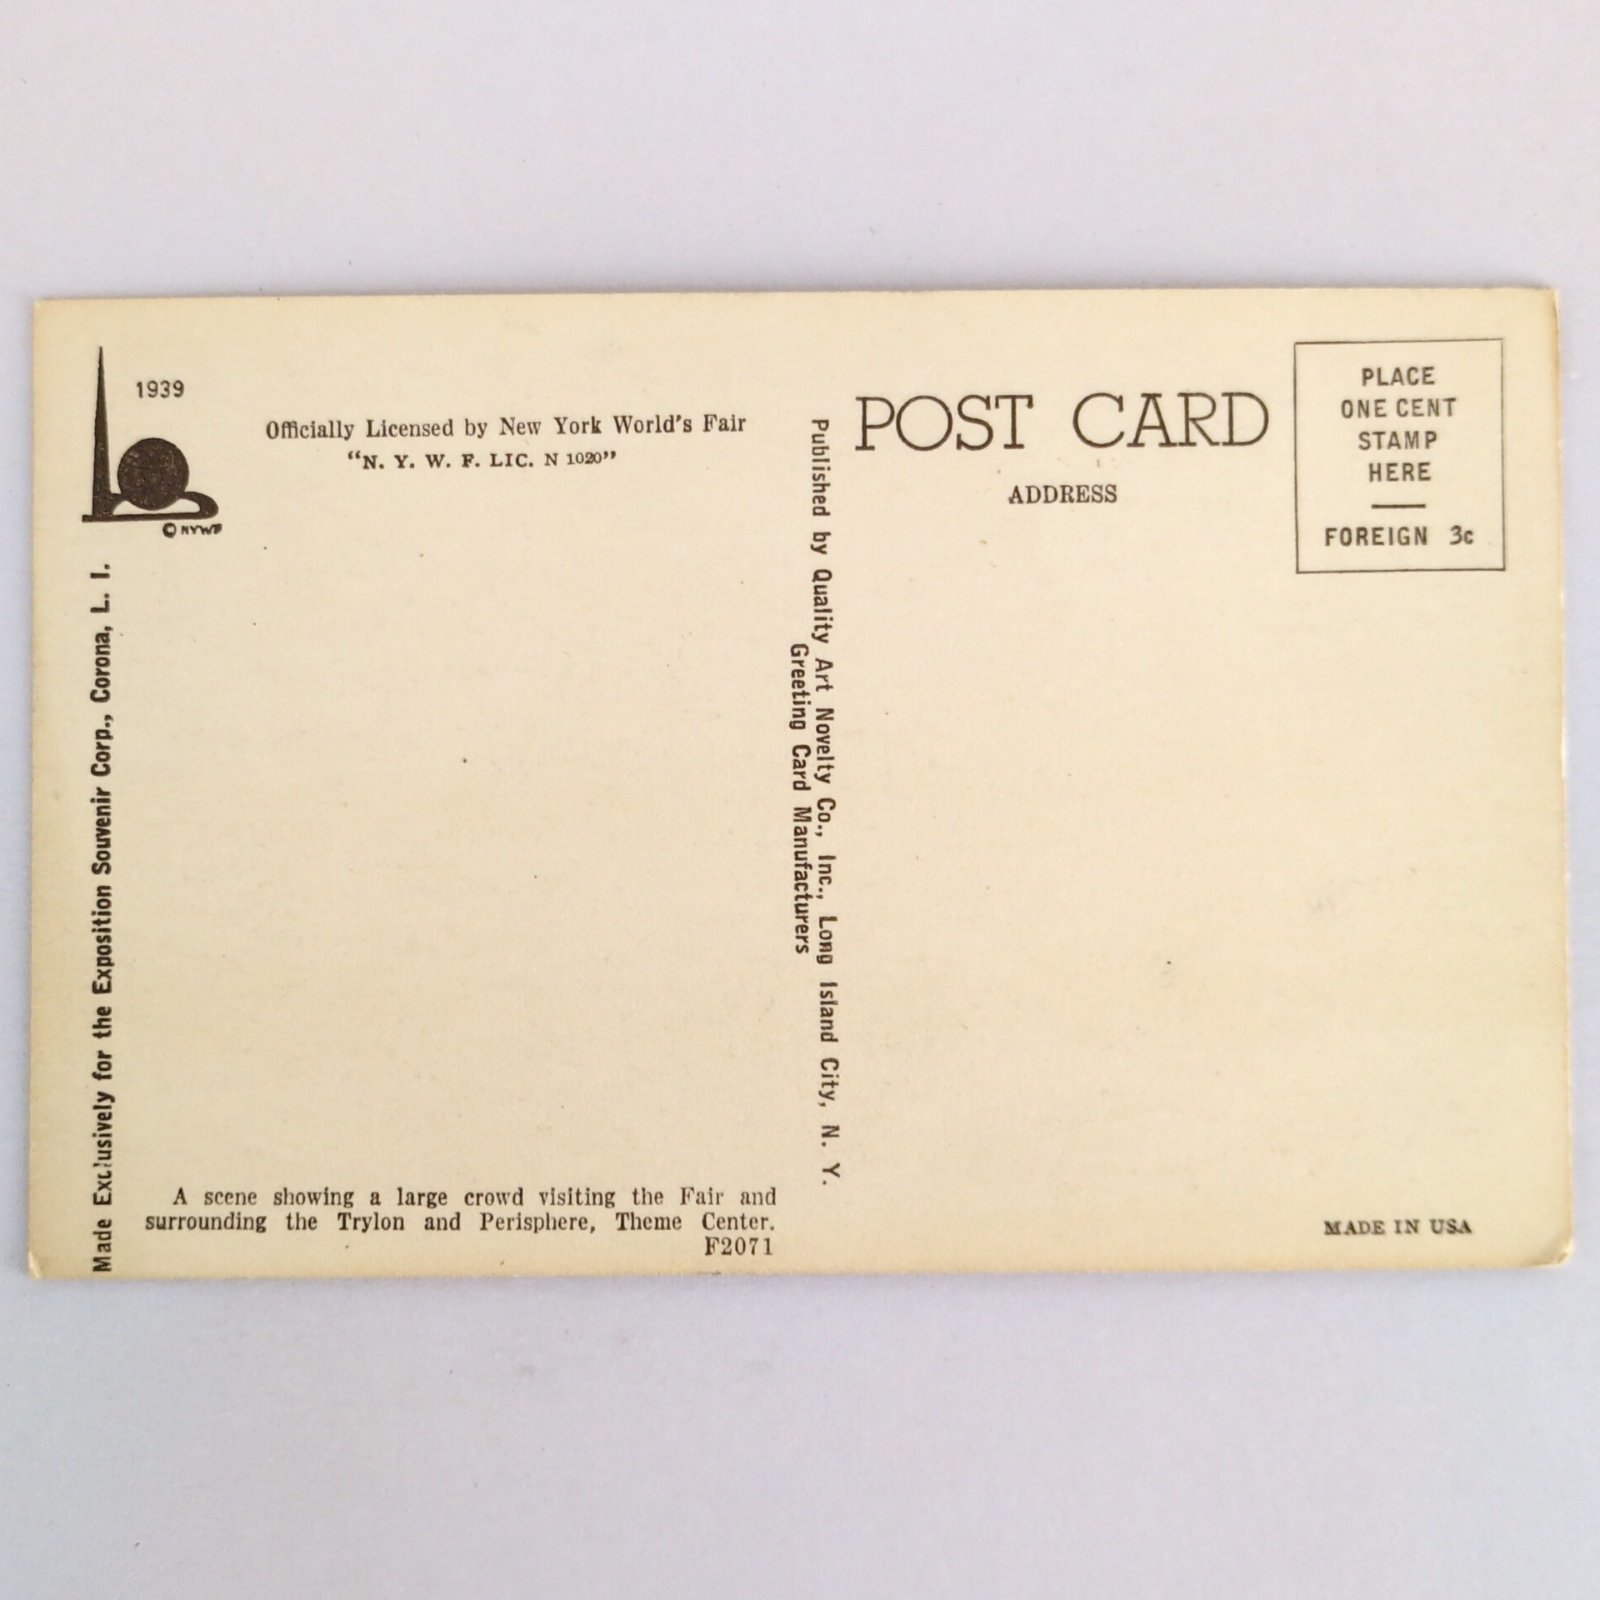 1939
© NYWF
Officially Licensed by New York World's Fair
“N. Y. W. F. LIC. N 1020”
Made Exclusively for the Exposition Souvenir Corp., Corona, L. I.
A scene showing a large crowd visiting the Fair and
surrounding the Trylon and Perisphere, Theme Center.
F2071
Published by Quality Art Novelty Co., Inc., Long Island City, N. Y.
Greeting Card Manufacturers
POST CARD
ADDRESS
PLACE
ONE CENT
STAMP
HERE
FOREIGN 3c
MADE IN USA